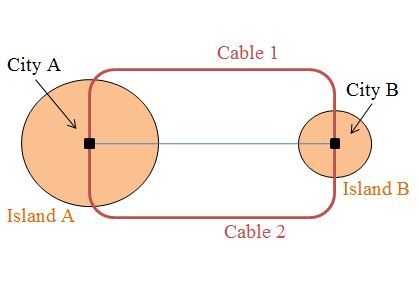 Cable 1
City A
City B
Island B
Island A
Cable 2